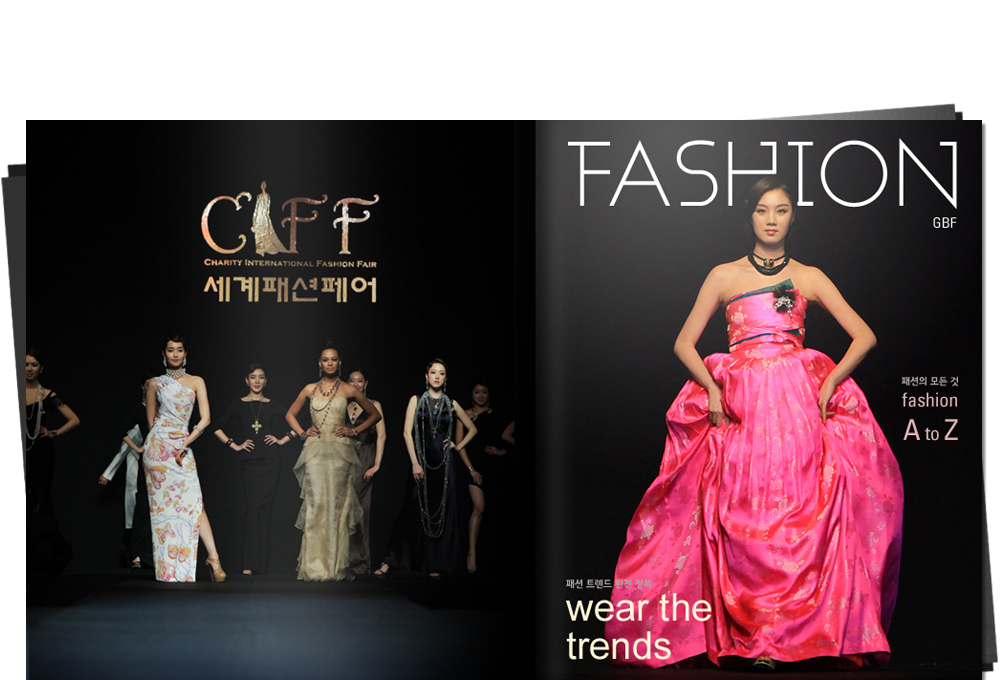 CIFF
CHARITY INTERNATIONAL FASHION FAIR
세계패션페어
FASHION
GBF
패션의 모든 것
fashion
A to Z
패션 트렌드 완전 정복
wear the
trends